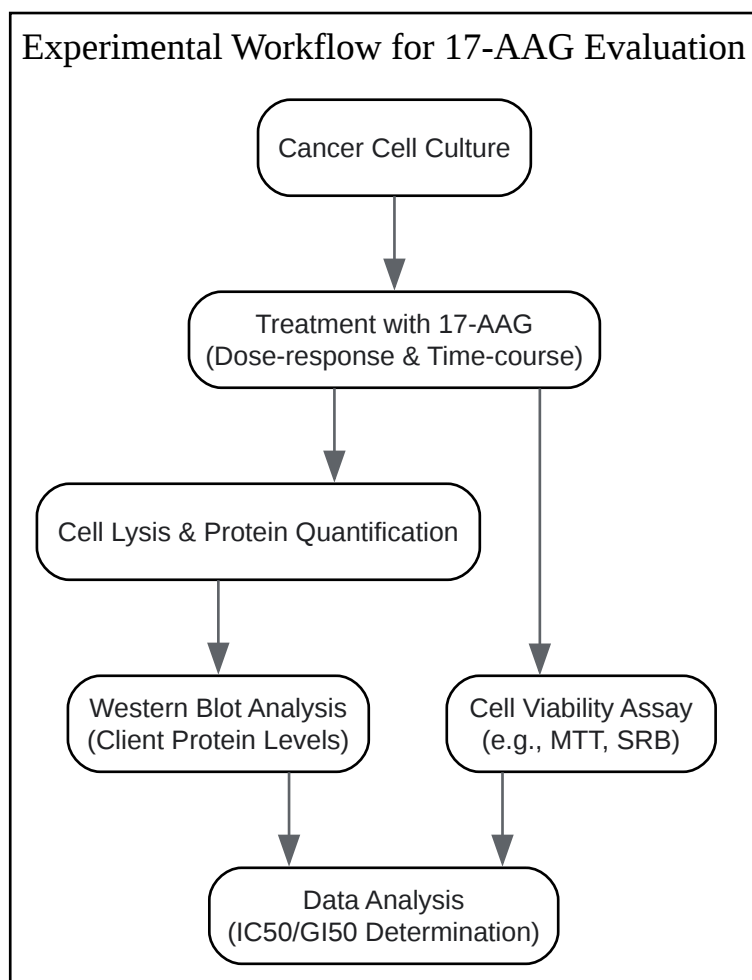 Experimental Workflow for 17-AAG Evaluation
Cancer Cell Culture
Treatment with 17-AAG
(Dose-response & Time-course)
Cell Lysis & Protein Quantification
Western Blot Analysis
(Client Protein Levels)
Cell Viability Assay
(e.g., MTT, SRB)
Data Analysis
(IC50/GI50 Determination)